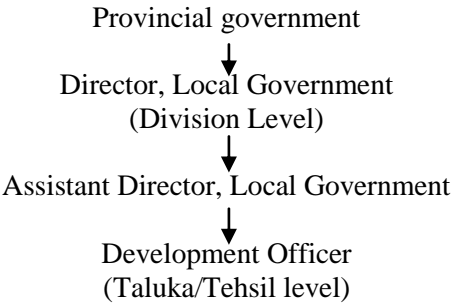 Provincial government
Director, Local Government
(Division Level)
Assistant Director, Local Government
Development Officer
(Taluka/Tehsil level)